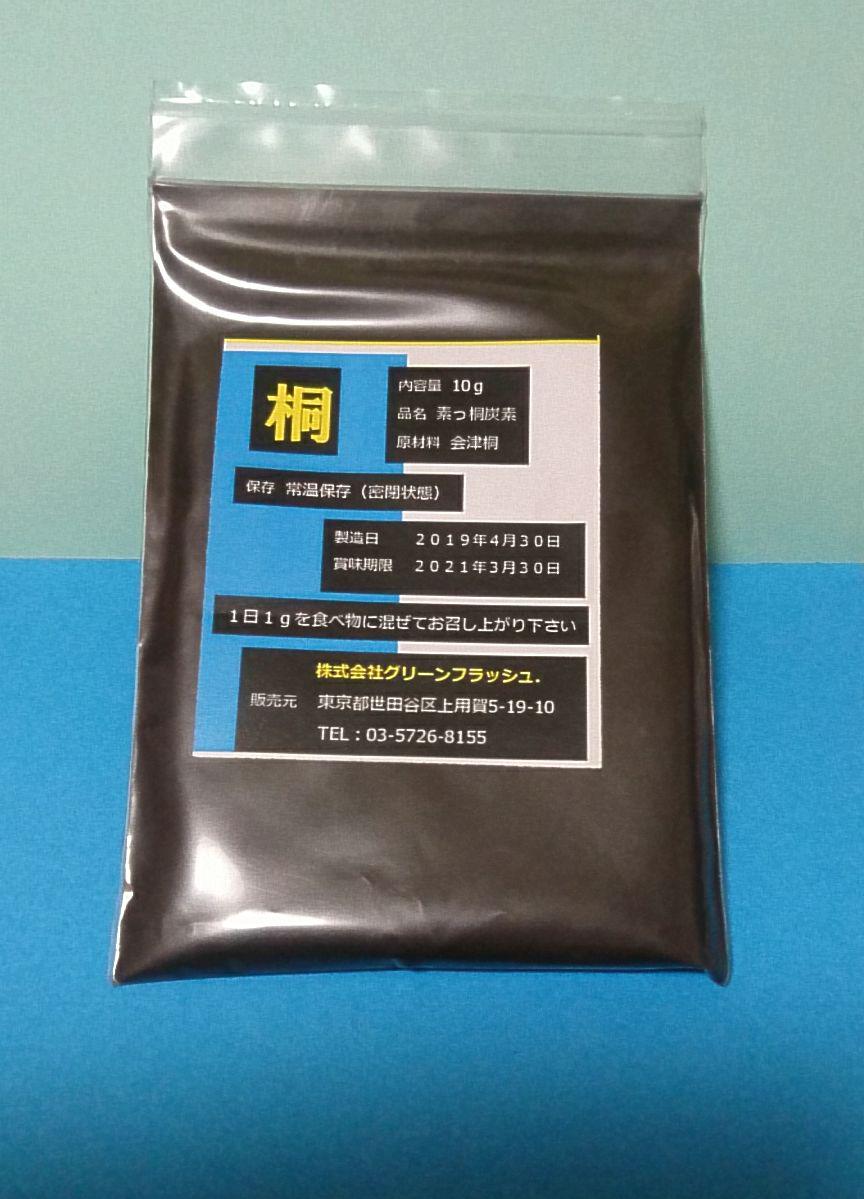 桐
内容量 10g
品名 素っ桐炭素
原材料 会津桐
保存 常温保存（密閉状態）
製造日 2019年4月30日
賞味期限 2021年3月30日
1日1gを食べ物に混ぜてお召し上がり下さい
株式会社グリーンフラッシュ.
販売元 東京都世田谷区上用賀5-19-10
TEL：03-5726-8155